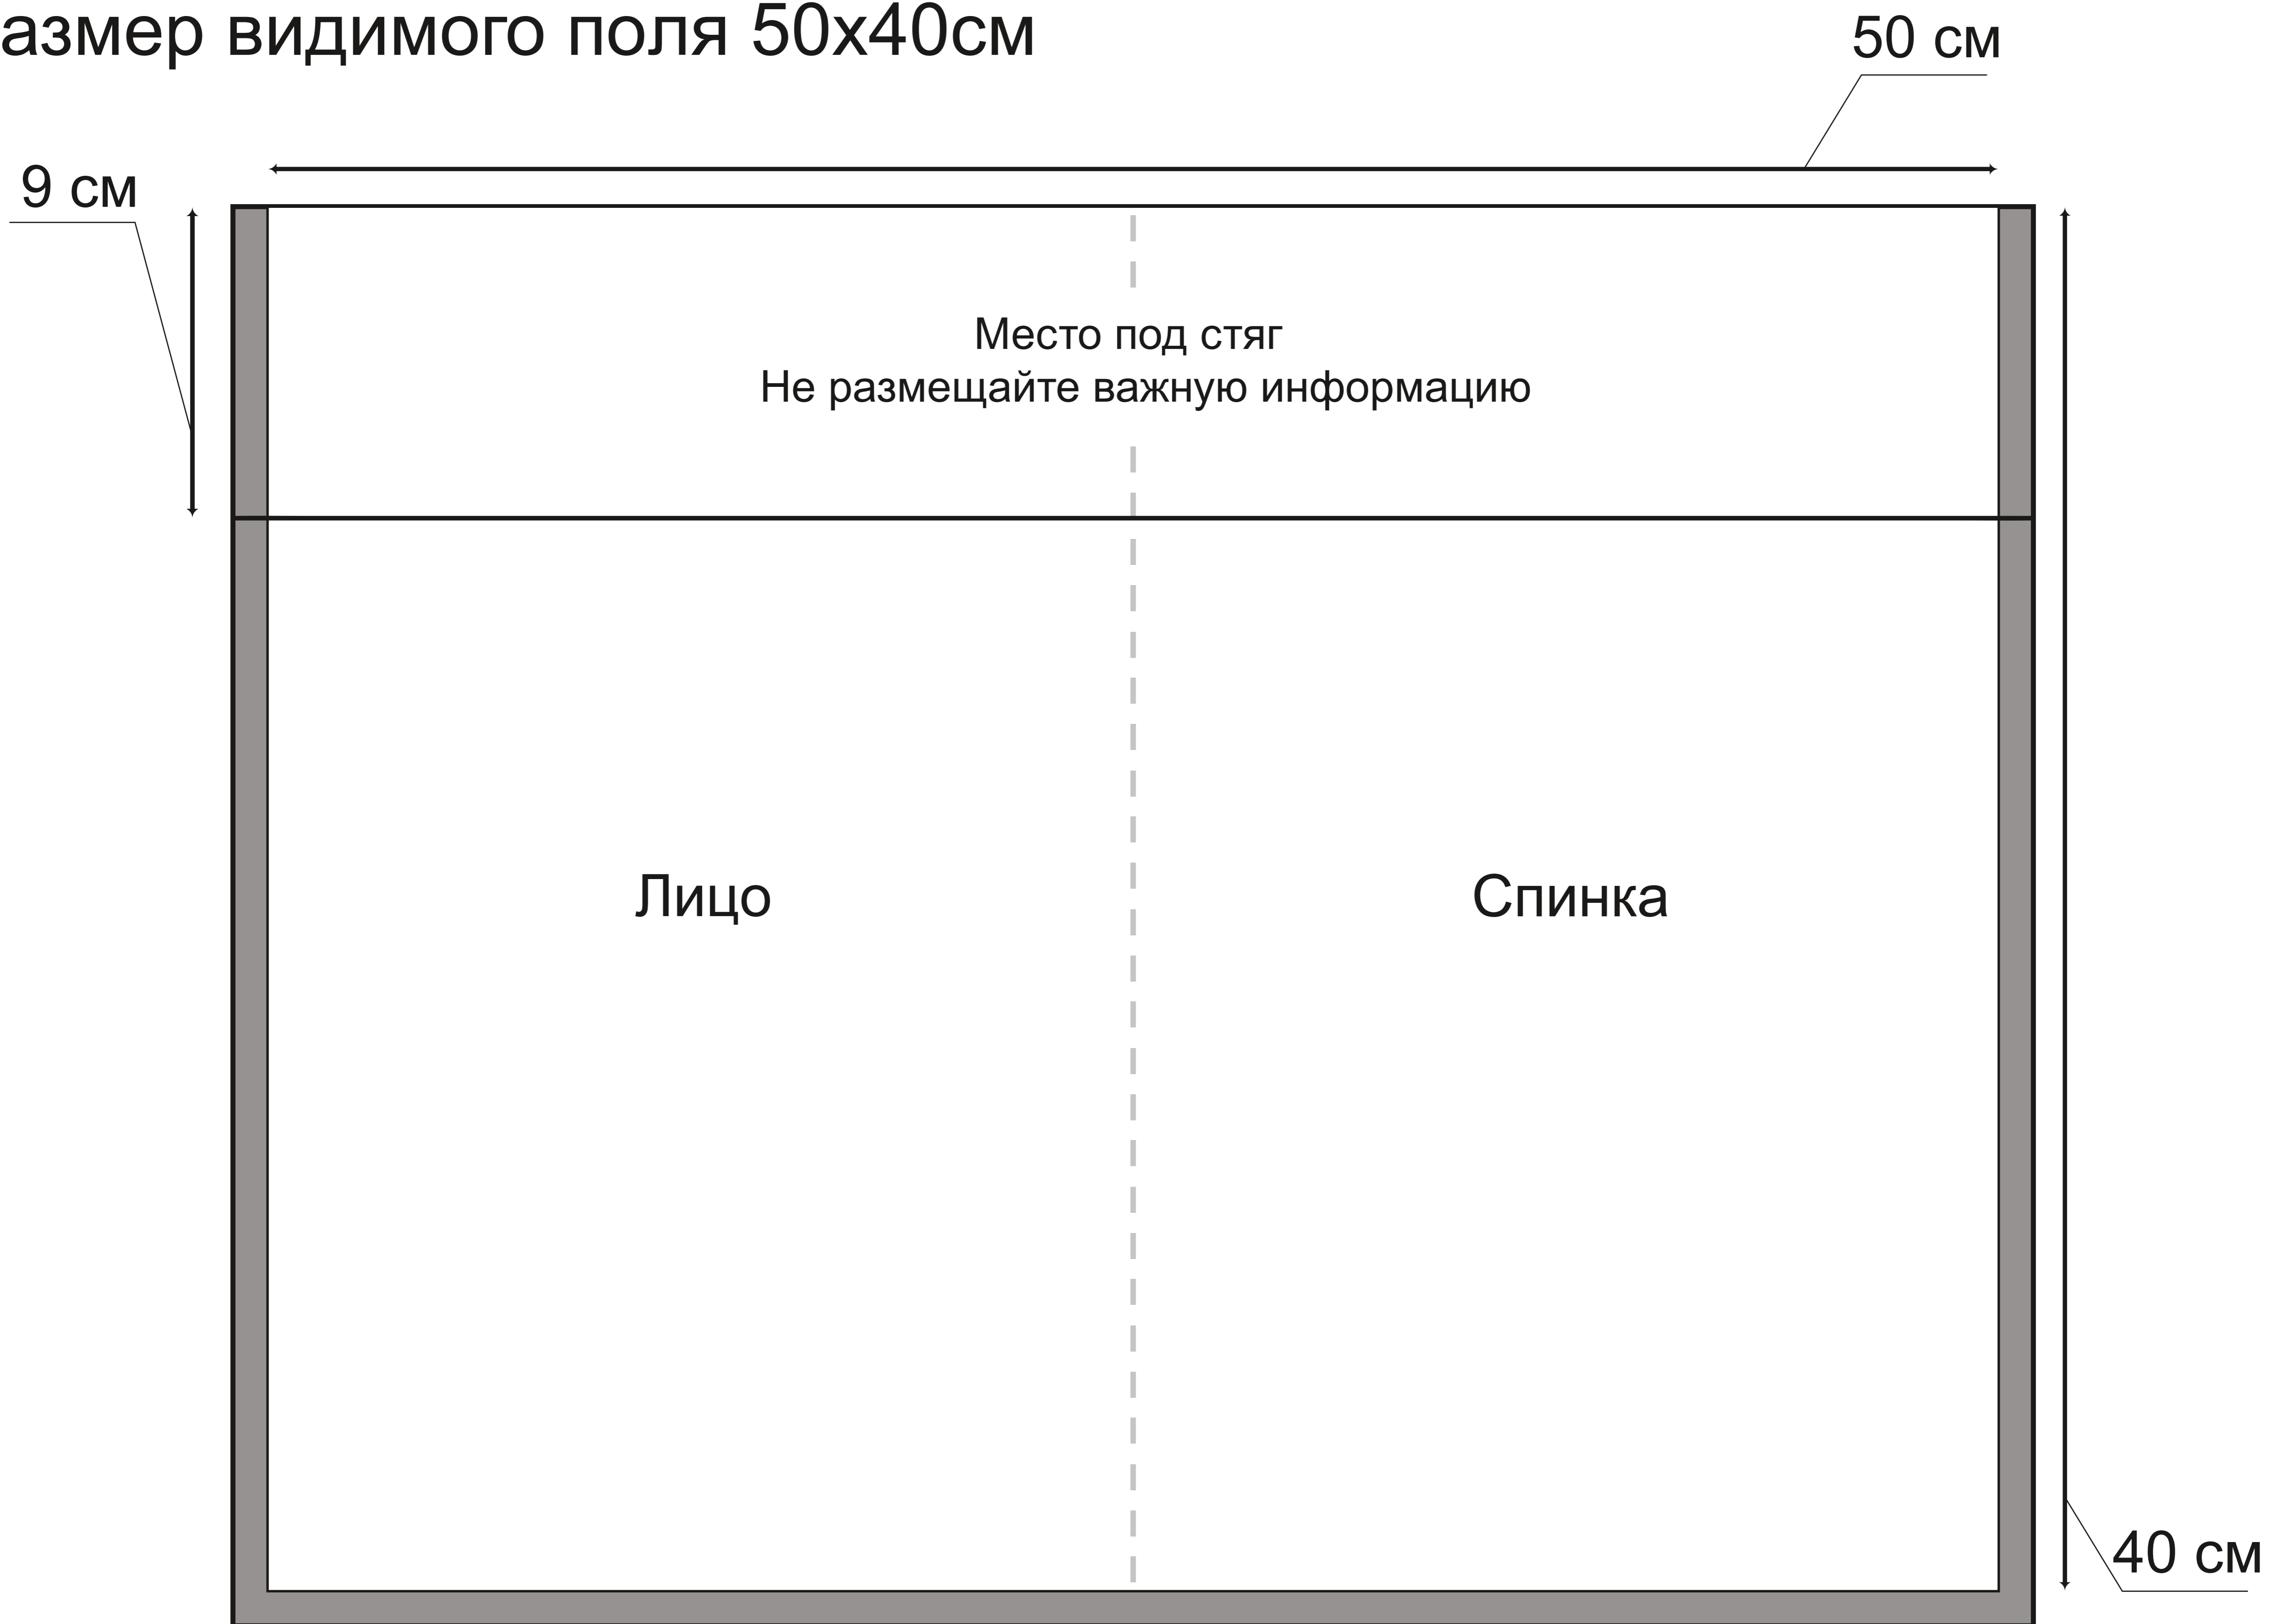 азмер видимого поля 50х40см
50 см
9 см
Место под стяг
Не размещайте важную информацию
Лицо
Спинка
40 см